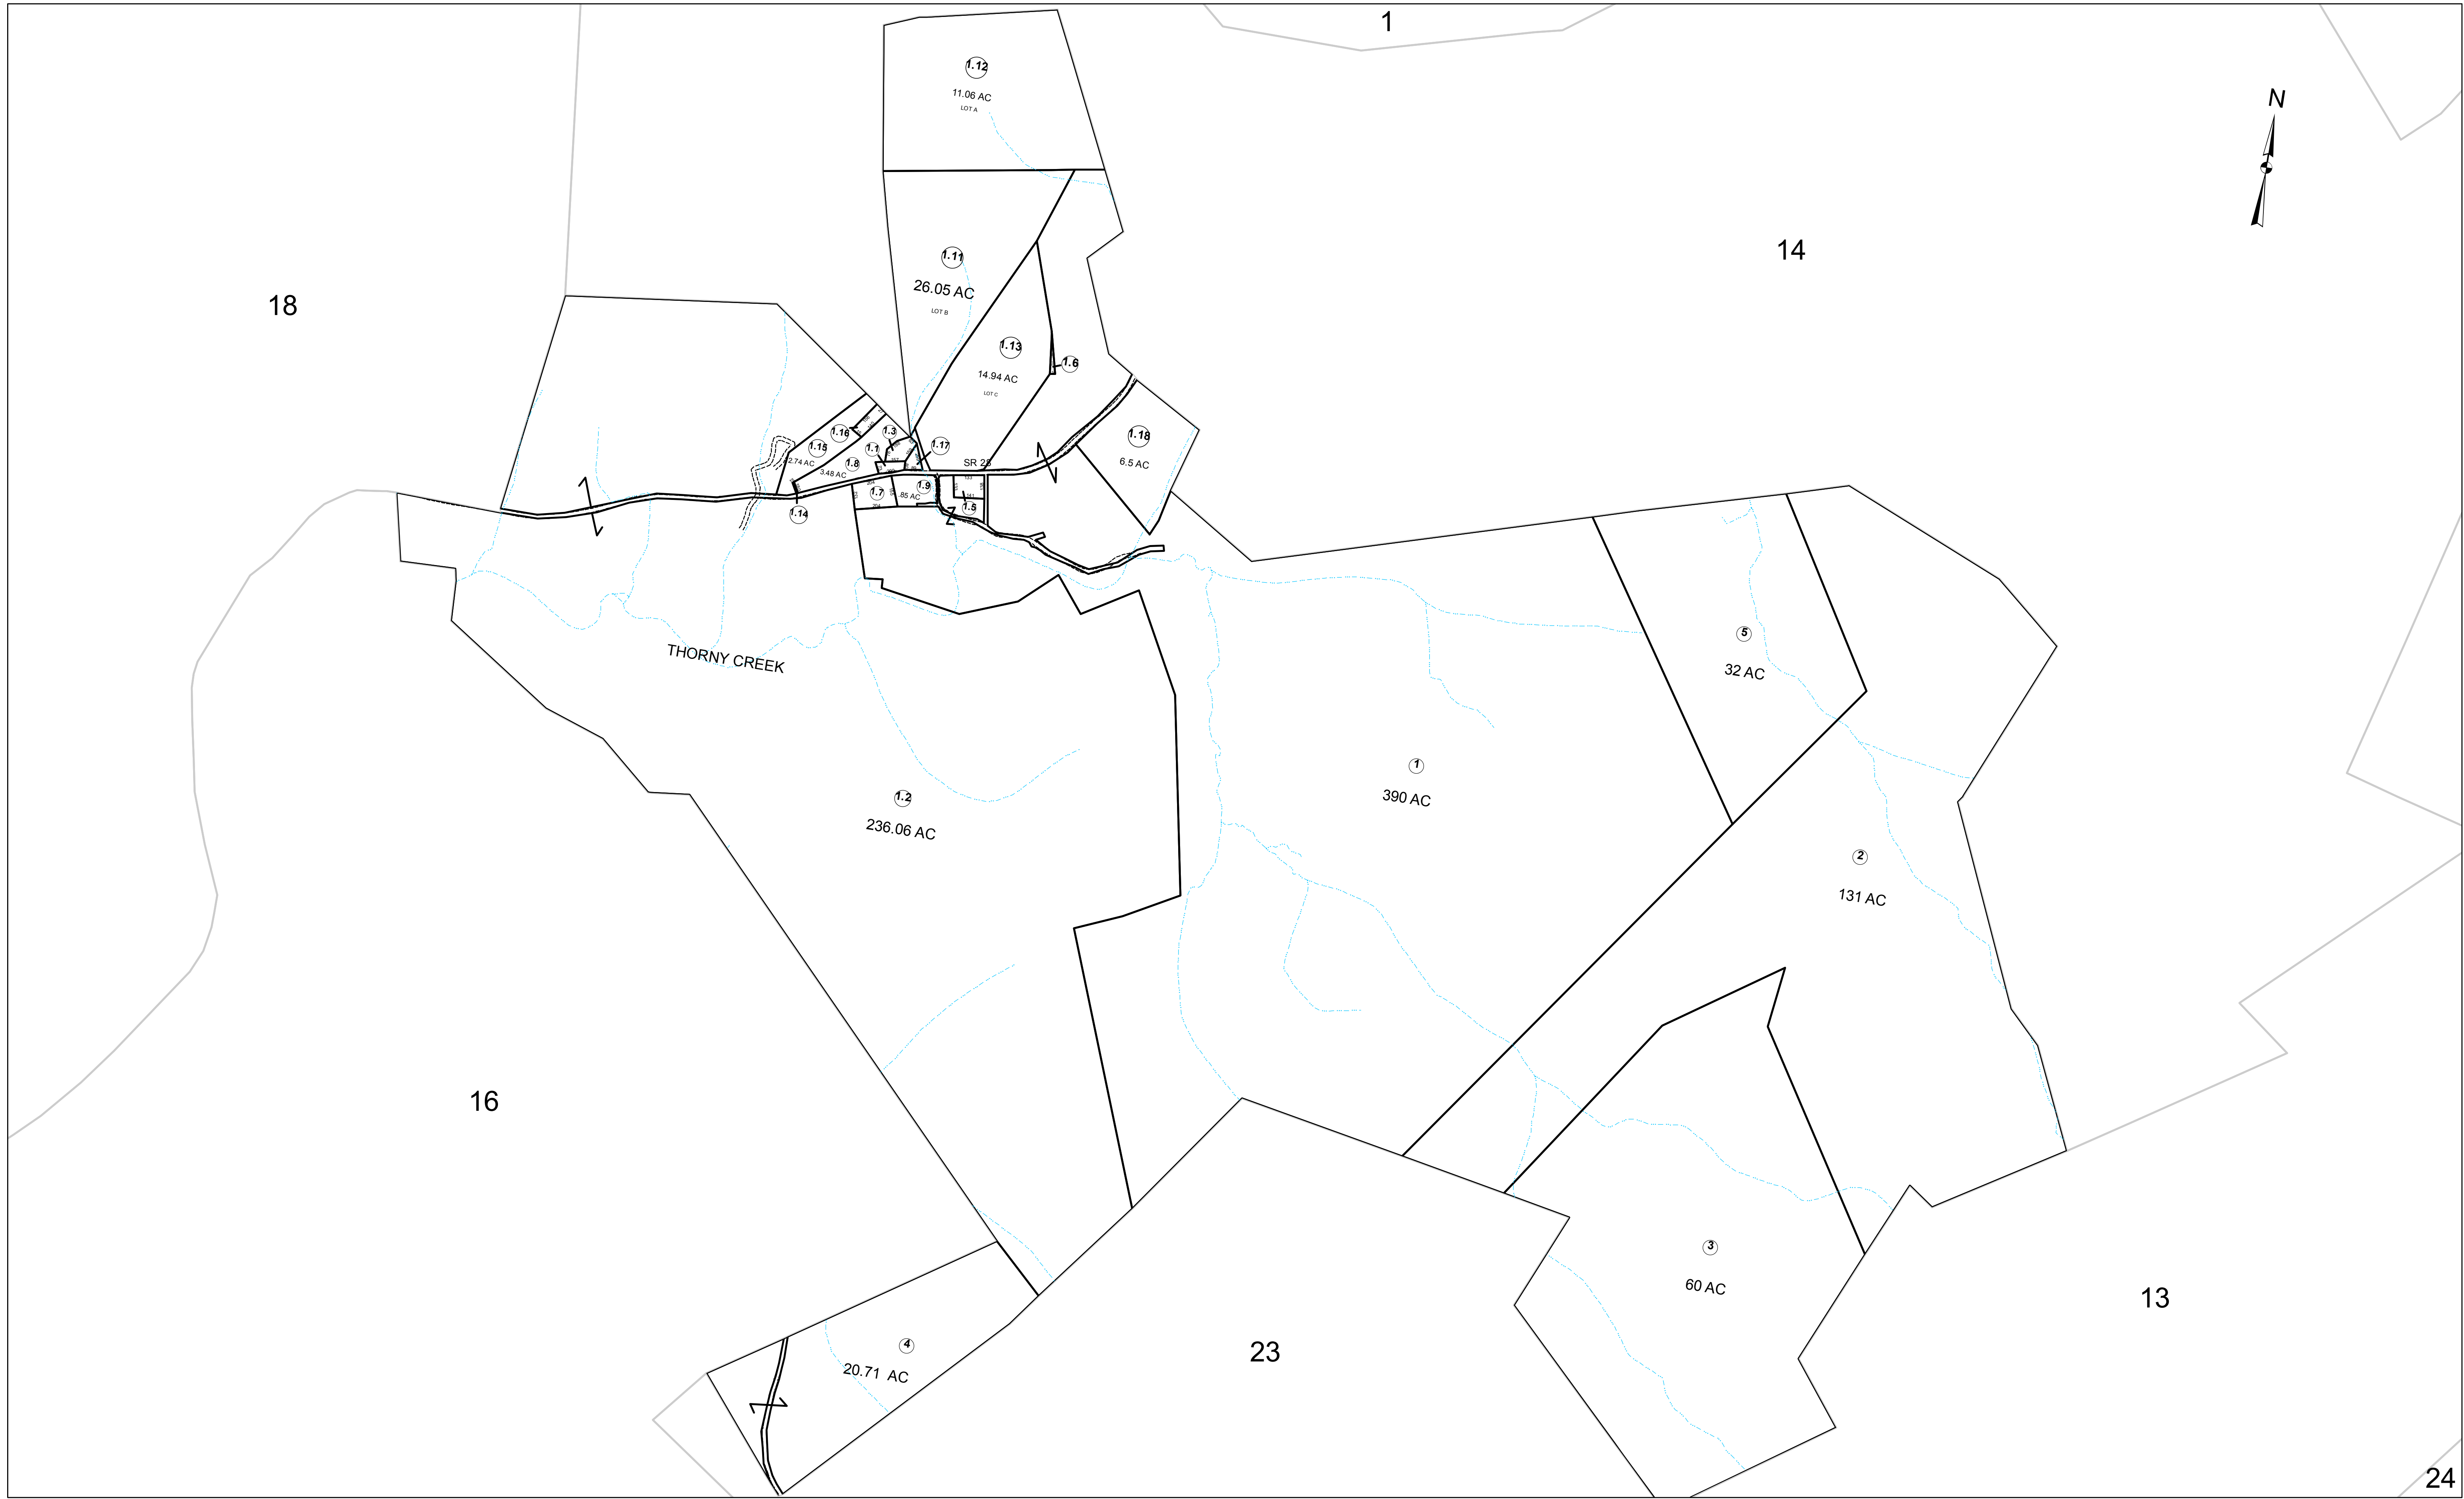 1
1.12
11.06 AC
LOT A
N
14
18
1.11
26.05 AC
LOT B
1.13
14.94 AC
LOT C
1.6
1.18
6.5 AC
1.16
1.3
1.15
2.74 AC
1.1
1.17
SR 28
1.8
3.48 AC
1.7
1.9
.85 AC
1.5
1.14
THORNY CREEK
5
32 AC
1
390 AC
1.2
236.06 AC
2
131 AC
16
3
60 AC
13
23
4
20.71 AC
24